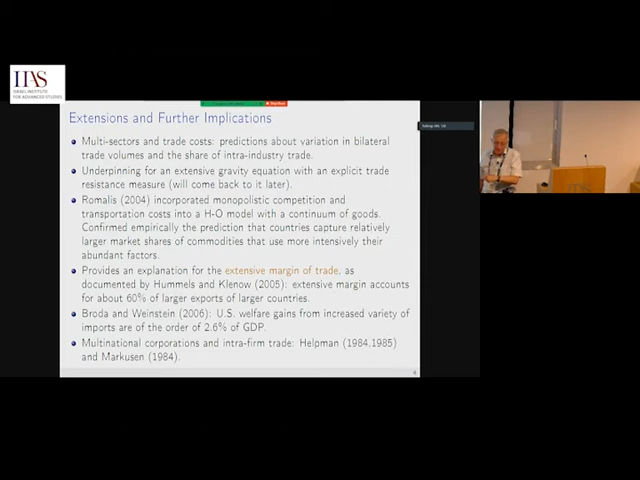 IIAS
ISRAEL INSTITUTE
FOR ADVANCED STUDIES
Extensions and Further Implications
Multi-sectors and trade costs: predictions about variation in bilateral
trade volumes and the share of intra-industry trade.
Underpinning for an extensive gravity equation with an explicit trade
resistance measure (will come back to it later).
Romalis (2004) incorporated monopolistic competition and
transportation costs into a H-O model with a continuum of goods.
Confirmed empirically the prediction that countries capture relatively
larger market shares of commodities that use more intensively their
abundant factors.
Provides an explanation for the extensive margin of trade, as
documented by Hummels and Klenow (2005): extensive margin accounts
for about 60% of larger exports of larger countries.
Broda and Weinstein (2006): U.S. welfare gains from increased variety of
imports are of the order of 2.6% of GDP.
Multinational corporations and intra-firm trade: Helpman (1984,1985)
and Markusen (1984).